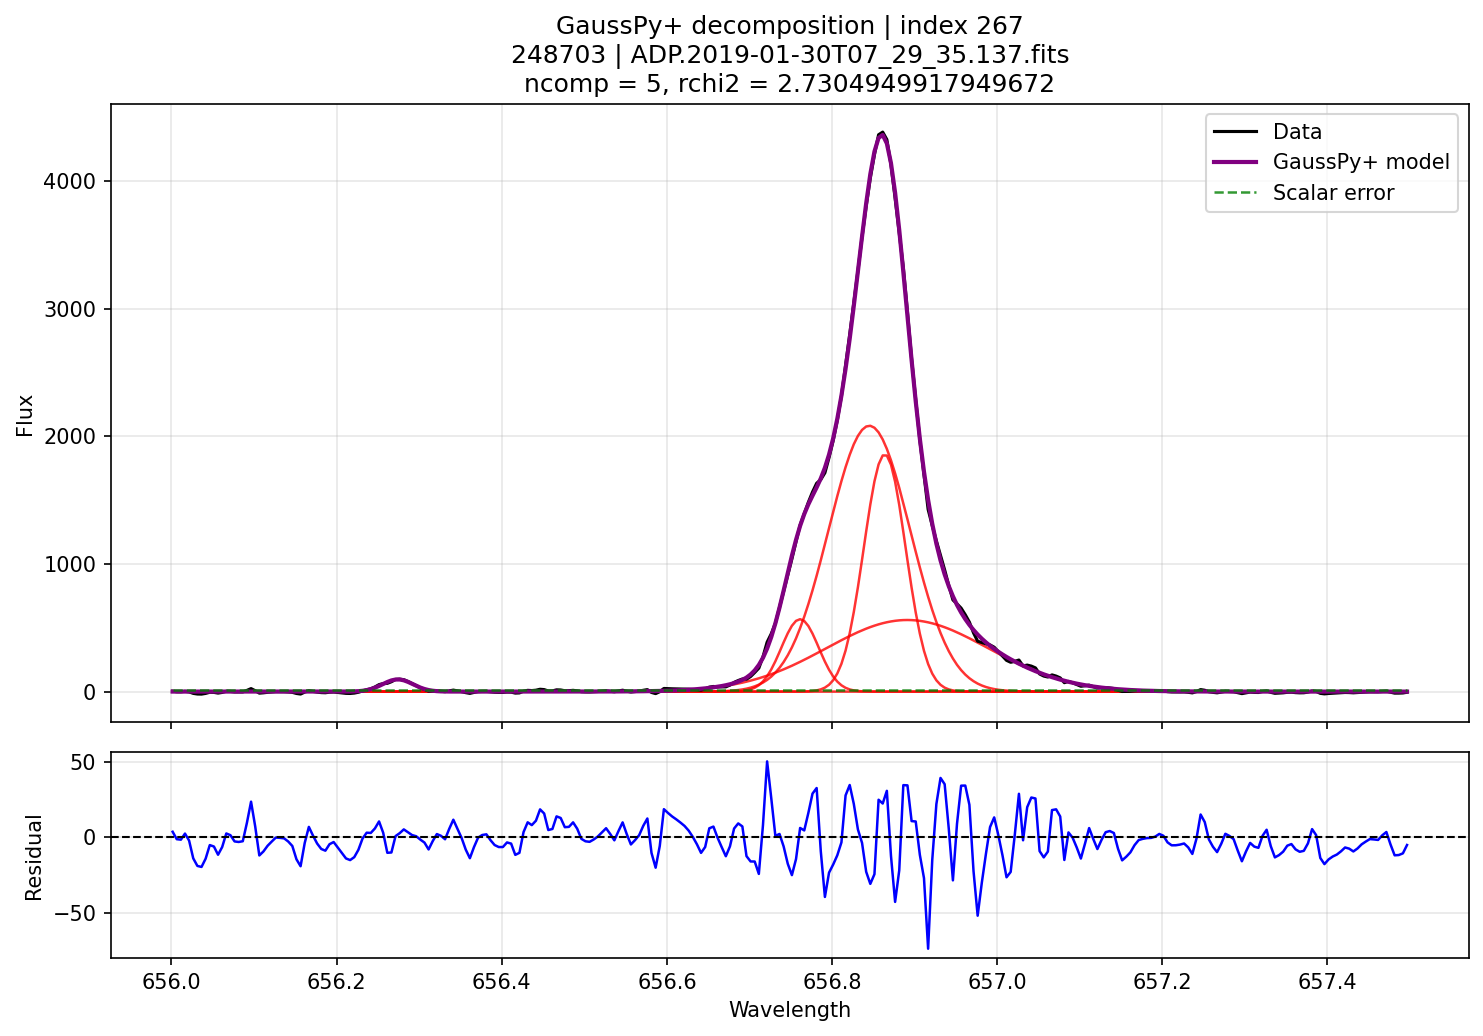 GaussPy+ decomposition | index 267
248703 | ADP.2019-01-30T07_29_35.137.fits
ncomp = 5, rchi2 = 2.7304949917949672
Data
GaussPy+ model
Scalar error
Flux
4000
3000
2000
1000
0
Residual
50
0
−50
656.0 656.2 656.4 656.6 656.8 657.0 657.2 657.4
Wavelength